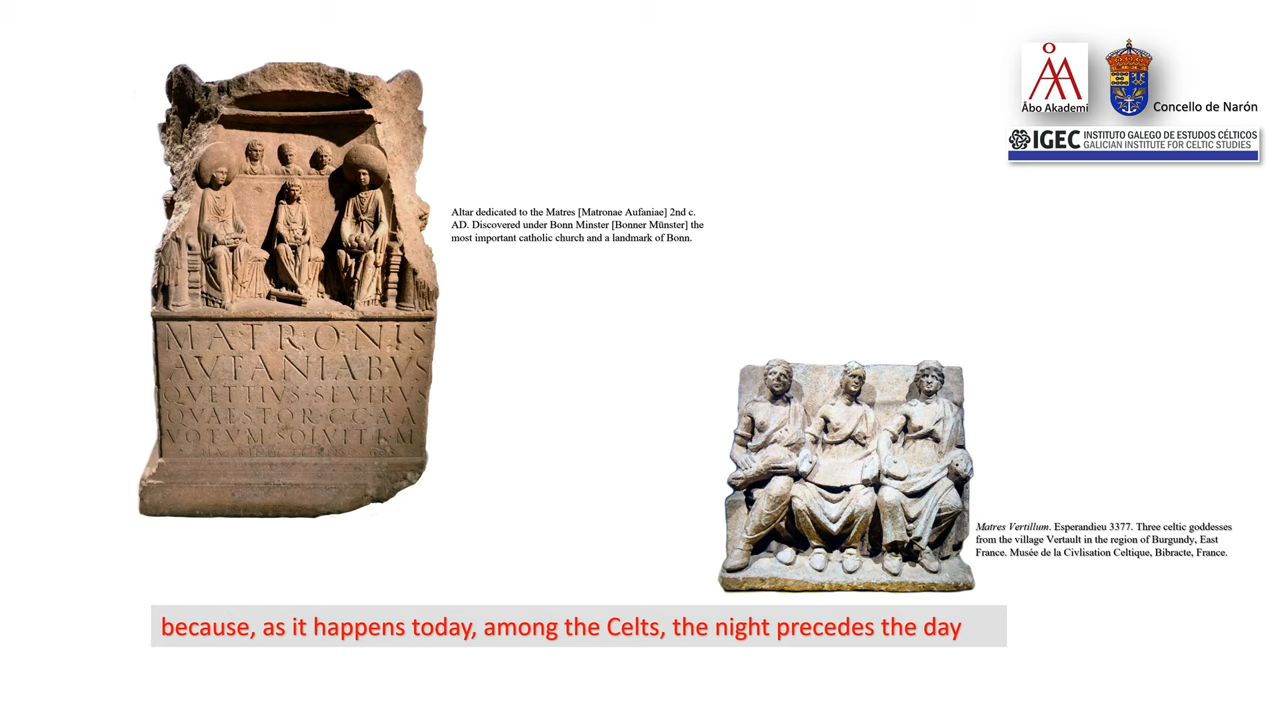 Åbo Akademi
Concello de Narón
IGEC INSTITUTO GALEGO DE ESTUDOS CÉLTICOS
GALICIAN INSTITUTE FOR CELTIC STUDIES
Altar dedicated to the Matres [Matronae Aufaniae] 2nd c.
AD. Discovered under Bonn Minster [Bonner Münster] the
most important catholic church and a landmark of Bonn.
MATRONIS
AVFANIABVS
QVETTIVS·SEVERVS
QVAESTOR·C·C·A·A
VOTVM·SOLVIT·L·M
Matres Vertillum. Esperandieu 3377. Three celtic goddesses
from the village Vertault in the region of Burgundy, East
France. Musée de la Civlisation Celtique, Bibracte, France.
because, as it happens today, among the Celts, the night precedes the day